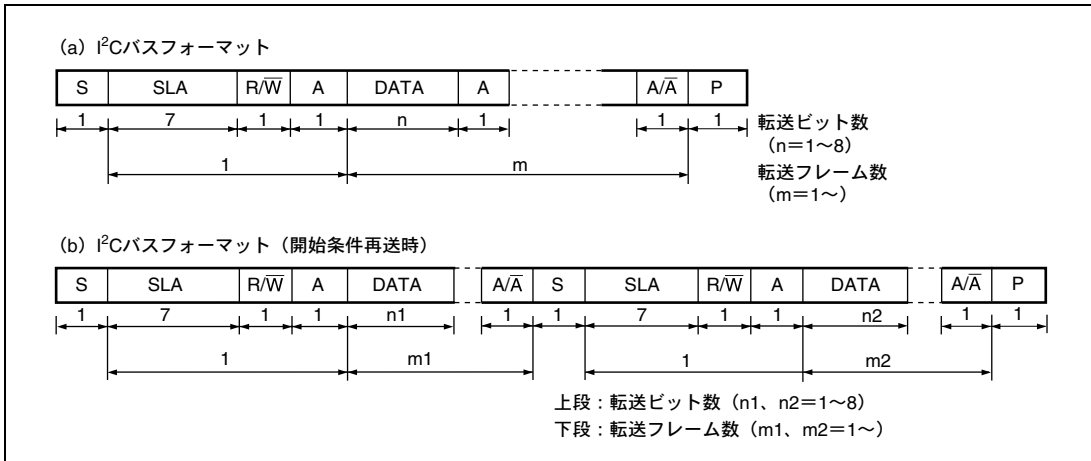 (a) I²Cバスフォーマット
S SLA R/W̅ A DATA A A/A̅ P
1 7 1 1 n 1 1 1 転送ビット数
(n=1～8)
1 m 転送フレーム数
(m=1～)
(b) I²Cバスフォーマット(開始条件再送時)
S SLA R/W̅ A DATA A/A̅ S SLA R/W̅ A DATA A/A̅ P
1 7 1 1 n1 1 1 7 1 1 n2 1 1
1 m1 1 m2
上段：転送ビット数(n1、n2=1～8)
下段：転送フレーム数(m1、m2=1～)